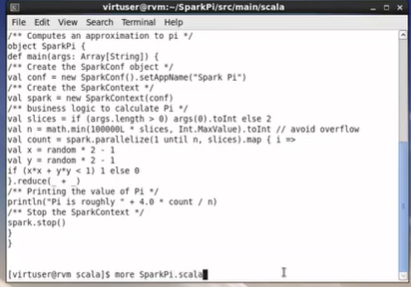 virtuser@rvm:~/SparkPi/src/main/scala
File Edit View Search Terminal Help
/** Computes an approximation to pi */
object SparkPi {
def main(args: Array[String]) {
/** Create the SparkConf object */
val conf = new SparkConf().setAppName("Spark Pi")
/** Create the SparkContext */
val spark = new SparkContext(conf)
/** business logic to calculate Pi */
val slices = if (args.length > 0) args(0).toInt else 2
val n = math.min(100000L * slices, Int.MaxValue).toInt // avoid overflow
val count = spark.parallelize(1 until n, slices).map { i =>
val x = random * 2 - 1
val y = random * 2 - 1
if (x*x + y*y < 1) 1 else 0
}.reduce(_ + _)
/** Printing the value of Pi */
println("Pi is roughly " + 4.0 * count / n)
/** Stop the SparkContext */
spark.stop()
}
}
[virtuser@rvm scala]$ more SparkPi.scala